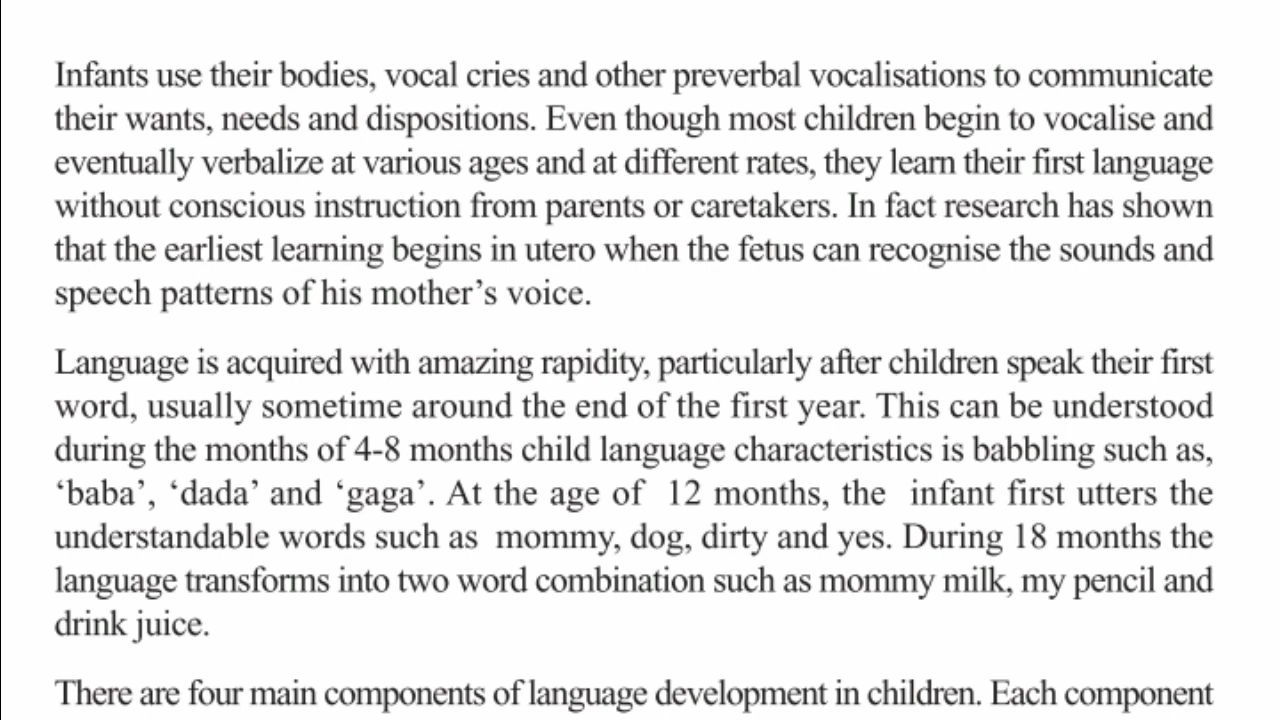 Infants use their bodies, vocal cries and other preverbal vocalisations to communicate
their wants, needs and dispositions. Even though most children begin to vocalise and
eventually verbalize at various ages and at different rates, they learn their first language
without conscious instruction from parents or caretakers. In fact research has shown
that the earliest learning begins in utero when the fetus can recognise the sounds and
speech patterns of his mother’s voice.
Language is acquired with amazing rapidity, particularly after children speak their first
word, usually sometime around the end of the first year. This can be understood
during the months of 4-8 months child language characteristics is babbling such as,
‘baba’, ‘dada’ and ‘gaga’. At the age of 12 months, the infant first utters the
understandable words such as mommy, dog, dirty and yes. During 18 months the
language transforms into two word combination such as mommy milk, my pencil and
drink juice.
There are four main components of language development in children. Each component